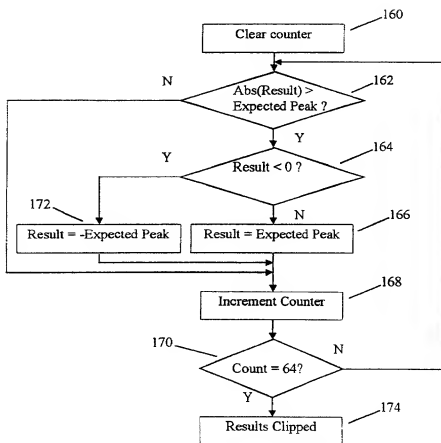 160
Clear counter
N
162
Abs(Result) >
Expected Peak ?
Y
164
Y
Result < 0 ?
172
N
166
Result = -Expected Peak
Result = Expected Peak
168
Increment Counter
170
N
Count = 64?
Y
174
Results Clipped